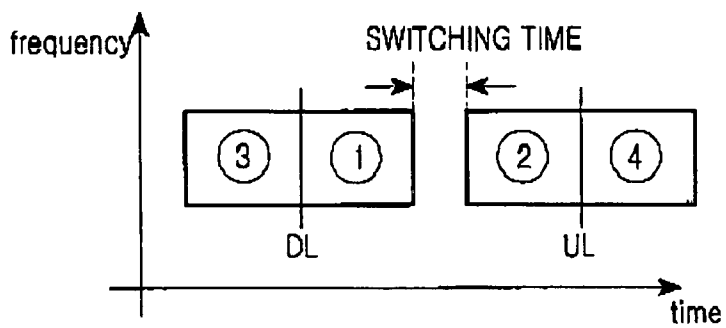 frequency
SWITCHING TIME
③ ① ② ④
DL UL
time